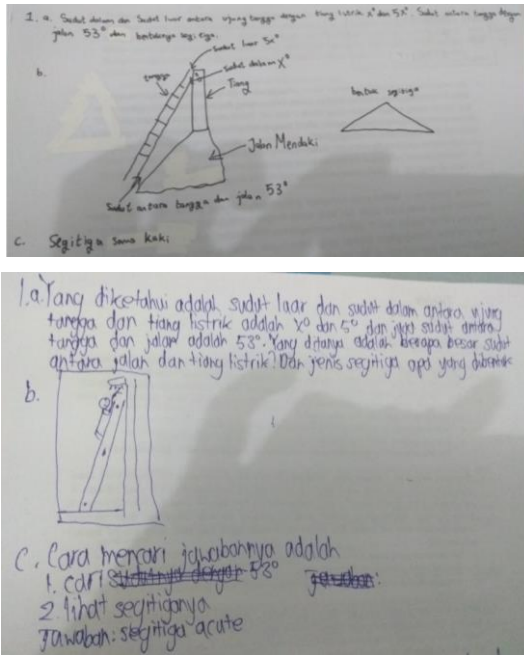 1. a. Sudut dalam dan Sudut luar antara ujung tangga dengan tiang listrik x° dan 5x°. Sudut antara tangga dengan
jalan 53° dan bentuknya segitiga.
b.
Sudut luar 5x°
Sudut dalam x°
tangga
Tiang
bentuk segitiga
Jalan Mendaki
Sudut antara tangga dan jalan 53°
c. Segitiga sama kaki
1.a. Yang diketahui adalah sudut luar dan sudut dalam antara ujung
tangga dan tiang listrik adalah x° dan 5° dan juga sudut antara
tangga dan jalan adalah 53°. Yang ditanya adalah berapa besar sudut
antara jalan dan tiang listrik? Dan jenis segitiga apa yang dibentuk
b.
C. Cara mencari jawabannya adalah
1. cari 53°
2. lihat segitiganya
Jawaban: segitiga acute